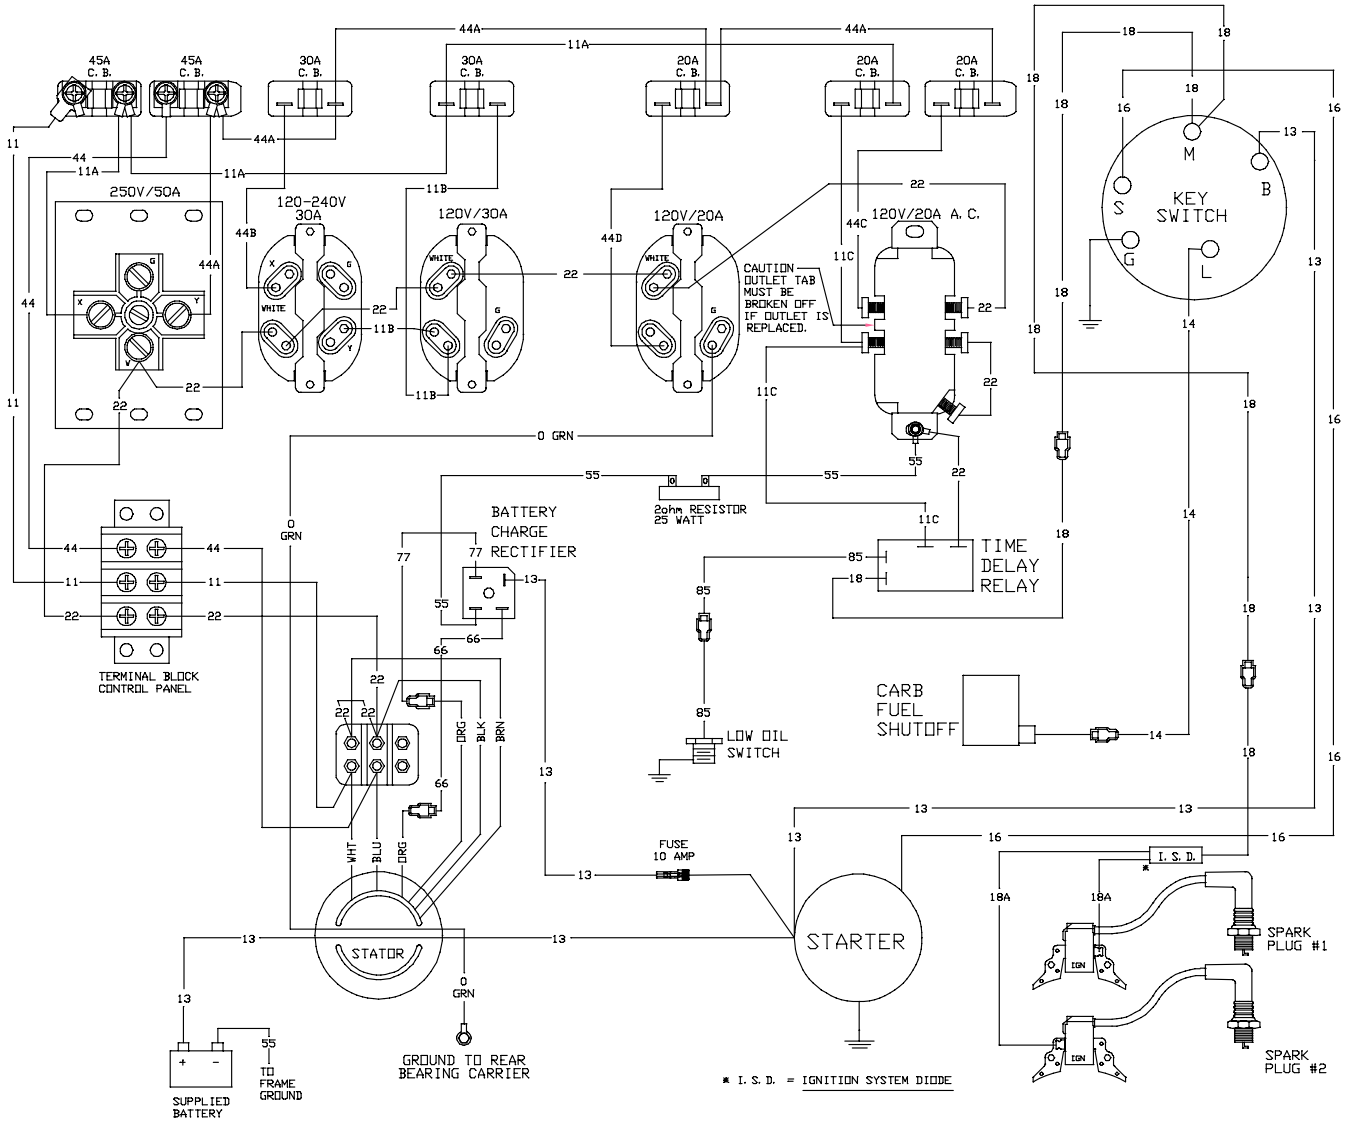 44A
44A
18
18
11A
45A
C. B.
45A
C. B.
30A
C. B.
30A
C. B.
20A
C. B.
20A
C. B.
20A
C. B.
18
18
18
16
16
11
44A
13
44
M
11A
11A
250V/50A
11B
22
B
120-240V
30A
120V/30A
120V/20A
120V/20A A. C.
S
KEY
SWITCH
44B
44D
44C
11C
G
L
44A
G
X
Y
W
X
G
WHITE
Y
WHITE
G
WHITE
G
22
22
11B
CAUTION
OUTLET TAB
MUST BE
BROKEN OFF
IF OUTLET IS
REPLACED.
22
13
18
44
18
14
22
22
11B
11C
22
11
18
16
0 GRN
55
55
55
22
2ohm RESISTOR
25 WATT
11C
14
0
GRN
BATTERY
CHARGE
RECTIFIER
77
77
13
55
66
66
44
44
11
11
22
22
TERMINAL BLOCK
CONTROL PANEL
85
18
TIME
DELAY
RELAY
18
85
18
13
22
22
ORG
BLK
BRN
85
LOW OIL
SWITCH
CARB
FUEL
SHUTOFF
14
18
16
13
66
13
13
13
16
16
WHT
BLU
ORG
FUSE
10 AMP
13
I. S. D.
*
18A
18A
STATOR
13
13
STARTER
IGN
SPARK
PLUG #1
13
0
GRN
55
+ -
TO
FRAME
GROUND
SUPPLIED
BATTERY
GROUND TO REAR
BEARING CARRIER
IGN
SPARK
PLUG #2
* I. S. D. = IGNITION SYSTEM DIODE